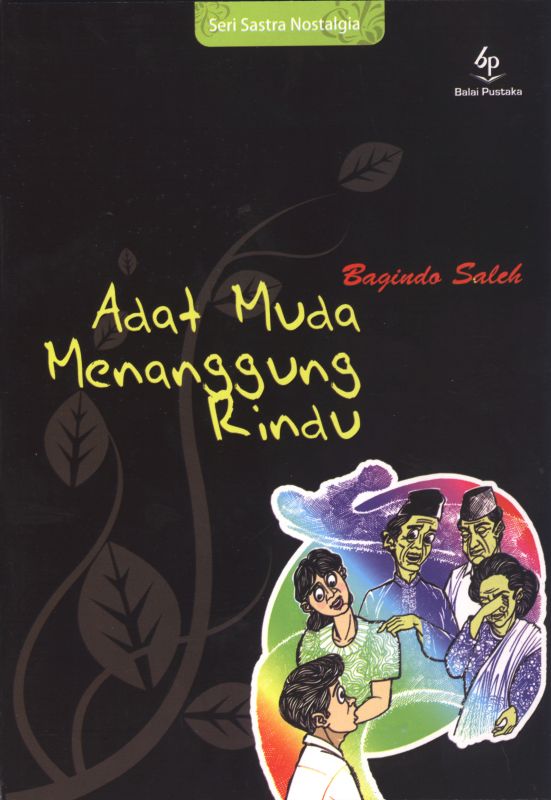 Seri Sastra Nostalgia
bp
Balai Pustaka
Bagindo Saleh
Adat Muda
Menanggung
Rindu